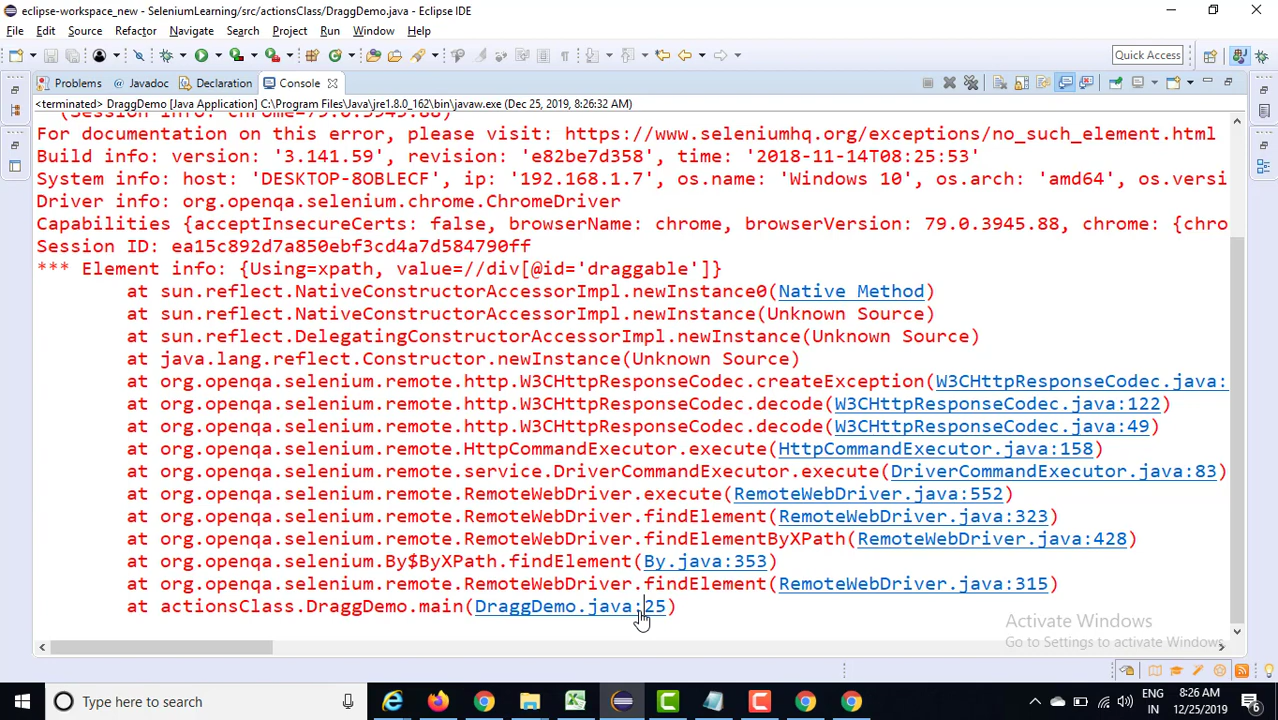 eclipse-workspace_new - SeleniumLearning/src/actionsClass/DraggDemo.java - Eclipse IDE
File Edit Source Refactor Navigate Search Project Run Window Help
Quick Access
Problems @ Javadoc Declaration Console
<terminated> DraggDemo [Java Application] C:\Program Files\Java\jre1.8.0_162\bin\javaw.exe (Dec 25, 2019, 8:26:32 AM)
(Session info: chrome=79.0.3945.88)
For documentation on this error, please visit: https://www.seleniumhq.org/exceptions/no_such_element.html
Build info: version: '3.141.59', revision: 'e82be7d358', time: '2018-11-14T08:25:53'
System info: host: 'DESKTOP-8OBLECF', ip: '192.168.1.7', os.name: 'Windows 10', os.arch: 'amd64', os.versi
Driver info: org.openqa.selenium.chrome.ChromeDriver
Capabilities {acceptInsecureCerts: false, browserName: chrome, browserVersion: 79.0.3945.88, chrome: {chro
Session ID: ea15c892d7a850ebf3cd4a7d584790ff
*** Element info: {Using=xpath, value=//div[@id='draggable']}
at sun.reflect.NativeConstructorAccessorImpl.newInstance0(Native Method)
at sun.reflect.NativeConstructorAccessorImpl.newInstance(Unknown Source)
at sun.reflect.DelegatingConstructorAccessorImpl.newInstance(Unknown Source)
at java.lang.reflect.Constructor.newInstance(Unknown Source)
at org.openqa.selenium.remote.http.W3CHttpResponseCodec.createException(W3CHttpResponseCodec.java:
at org.openqa.selenium.remote.http.W3CHttpResponseCodec.decode(W3CHttpResponseCodec.java:122)
at org.openqa.selenium.remote.http.W3CHttpResponseCodec.decode(W3CHttpResponseCodec.java:49)
at org.openqa.selenium.remote.HttpCommandExecutor.execute(HttpCommandExecutor.java:158)
at org.openqa.selenium.remote.service.DriverCommandExecutor.execute(DriverCommandExecutor.java:83)
at org.openqa.selenium.remote.RemoteWebDriver.execute(RemoteWebDriver.java:552)
at org.openqa.selenium.remote.RemoteWebDriver.findElement(RemoteWebDriver.java:323)
at org.openqa.selenium.remote.RemoteWebDriver.findElementByXPath(RemoteWebDriver.java:428)
at org.openqa.selenium.By$ByXPath.findElement(By.java:353)
at org.openqa.selenium.remote.RemoteWebDriver.findElement(RemoteWebDriver.java:315)
at actionsClass.DraggDemo.main(DraggDemo.java:25)
Activate Windows
Go to Settings to activate Windows.
Type here to search
ENG
IN
8:26 AM
12/25/2019
6